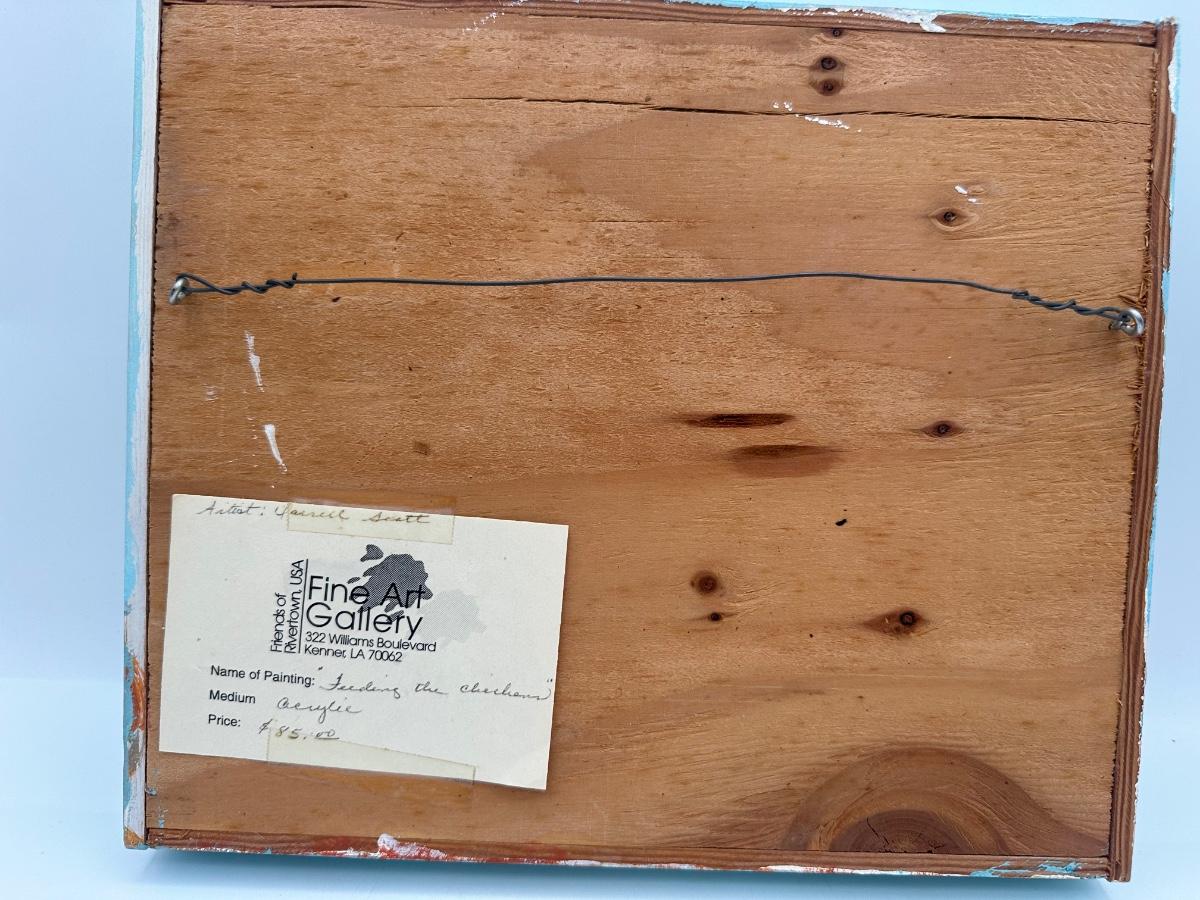 Artist: Scott
Friends of
Rivertown, USA
Fine Art
Gallery
322 Williams Boulevard
Kenner, LA 70062
Name of Painting: "Feeding the Chickens"
Medium Acrylic
Price: $85.00